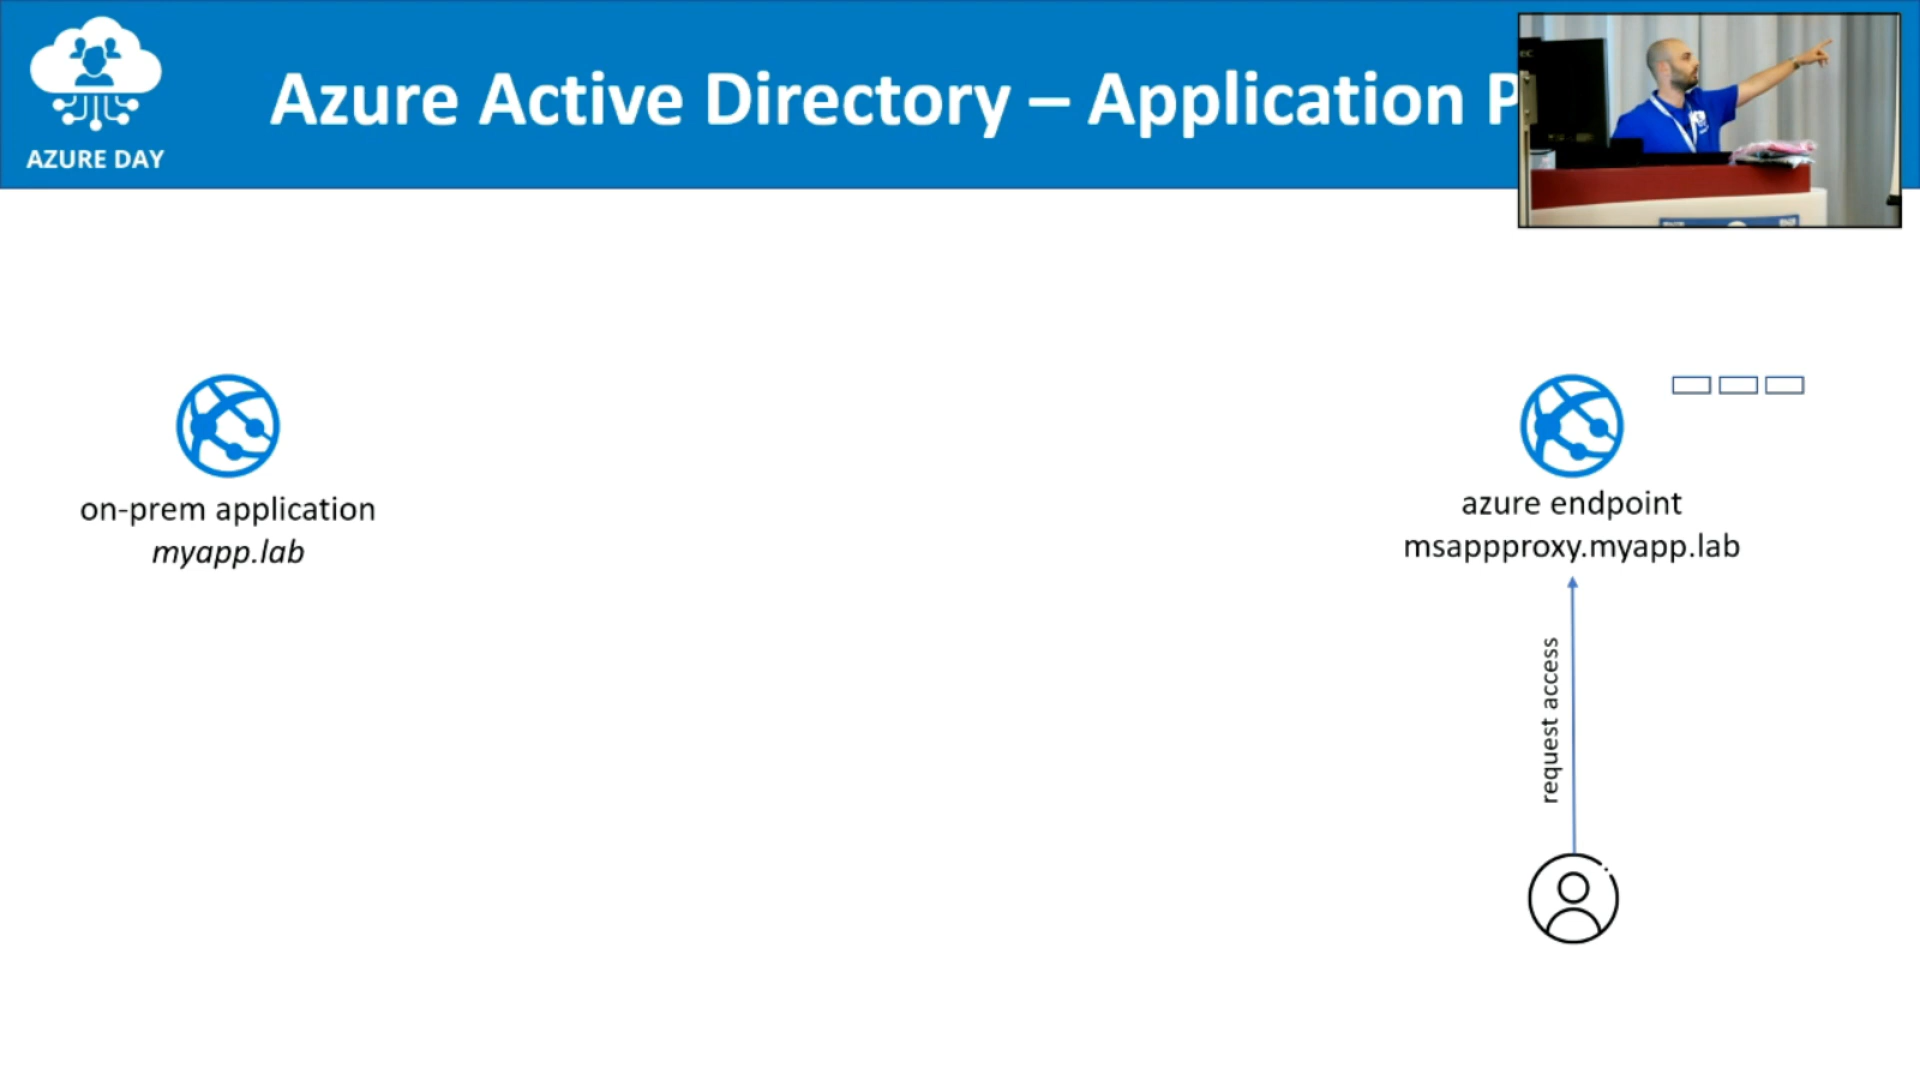 Azure Active Directory – Application P
AZURE DAY
on-prem application
myapp.lab
azure endpoint
msappproxy.myapp.lab
request access